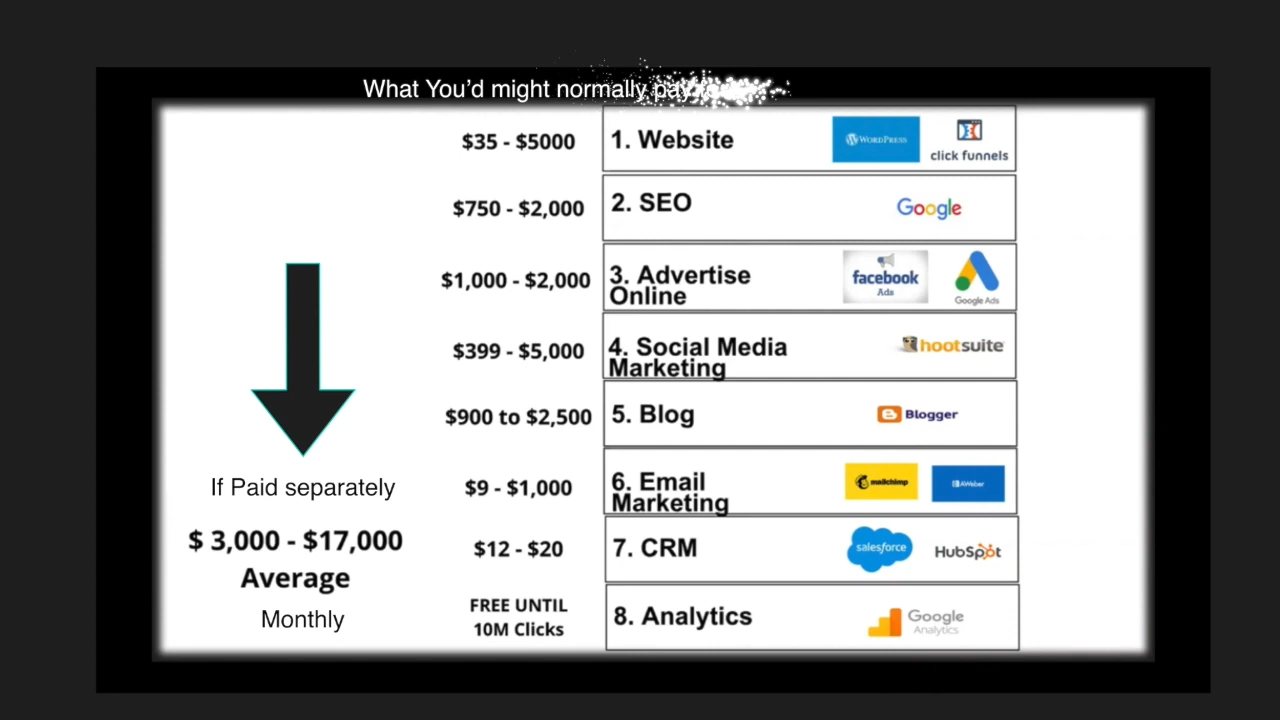 What You’d might normally pay
$35 - $5000
1. Website
WORDPRESS
click funnels
$750 - $2,000
2. SEO
Google
$1,000 - $2,000
3. Advertise
Online
facebook
Ads
Google Ads
$399 - $5,000
4. Social Media
Marketing
hootsuite
$900 to $2,500
5. Blog
Blogger
$9 - $1,000
6. Email
Marketing
mailchimp
AWeber
$12 - $20
7. CRM
salesforce
HubSpot
FREE UNTIL
10M Clicks
8. Analytics
Google
Analytics
If Paid separately
$ 3,000 - $17,000
Average
Monthly